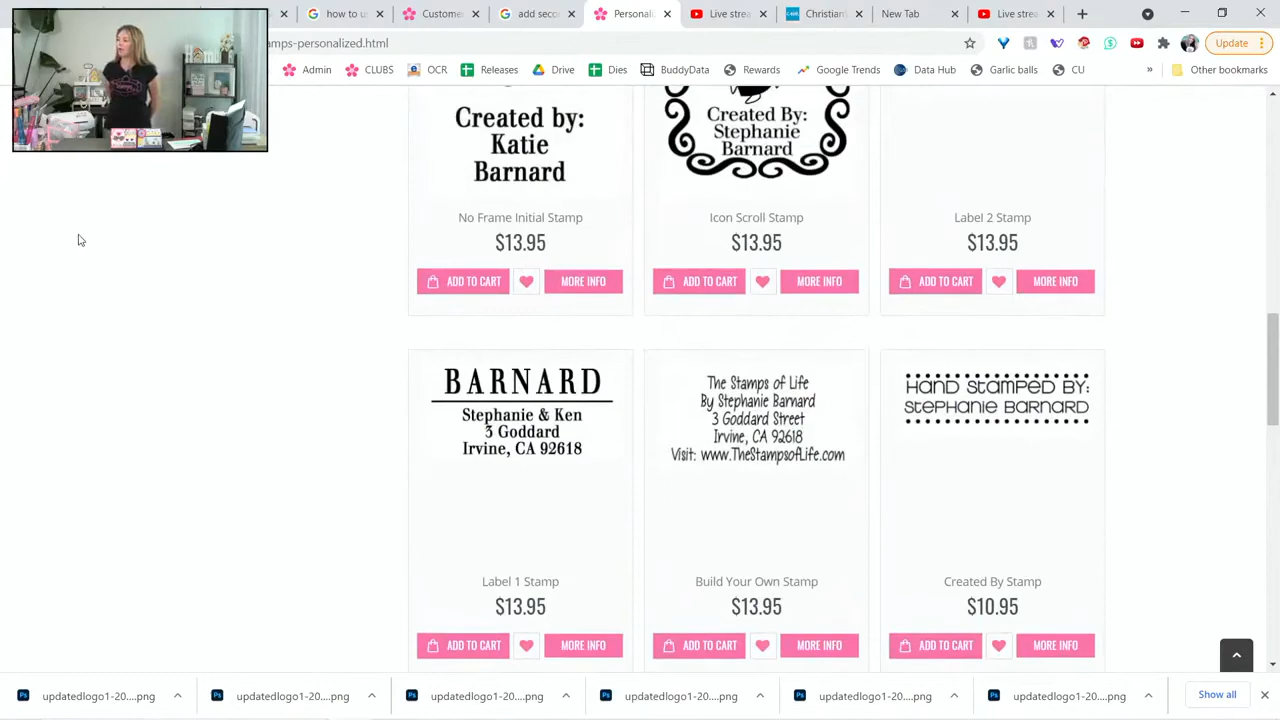 how to u
Custome
add seco
Personali
Live stre
Christian
New Tab
Live strea
amps-personalized.html
Update
Admin
CLUBS
OCR
Releases
Drive
Dies
BuddyData
Rewards
Google Trends
Data Hub
Garlic balls
CU
»
Other bookmarks
Created by:
Katie
Barnard
Created By:
Stephanie
Barnard
No Frame Initial Stamp
Icon Scroll Stamp
Label 2 Stamp
$13.95
$13.95
$13.95
ADD TO CART
MORE INFO
ADD TO CART
MORE INFO
ADD TO CART
MORE INFO
BARNARD
Stephanie & Ken
3 Goddard
Irvine, CA 92618
The Stamps of Life
By Stephanie Barnard
3 Goddard Street
Irvine, CA 92618
Visit: www.TheStampsofLife.com
HAND STAMPED BY:
STEPHANIE BARNARD
Label 1 Stamp
Build Your Own Stamp
Created By Stamp
$13.95
$13.95
$10.95
ADD TO CART
MORE INFO
ADD TO CART
MORE INFO
ADD TO CART
MORE INFO
updatedlogo1-20....png
updatedlogo1-20....png
updatedlogo1-20....png
updatedlogo1-20....png
updatedlogo1-20....png
updatedlogo1-20....png
Show all